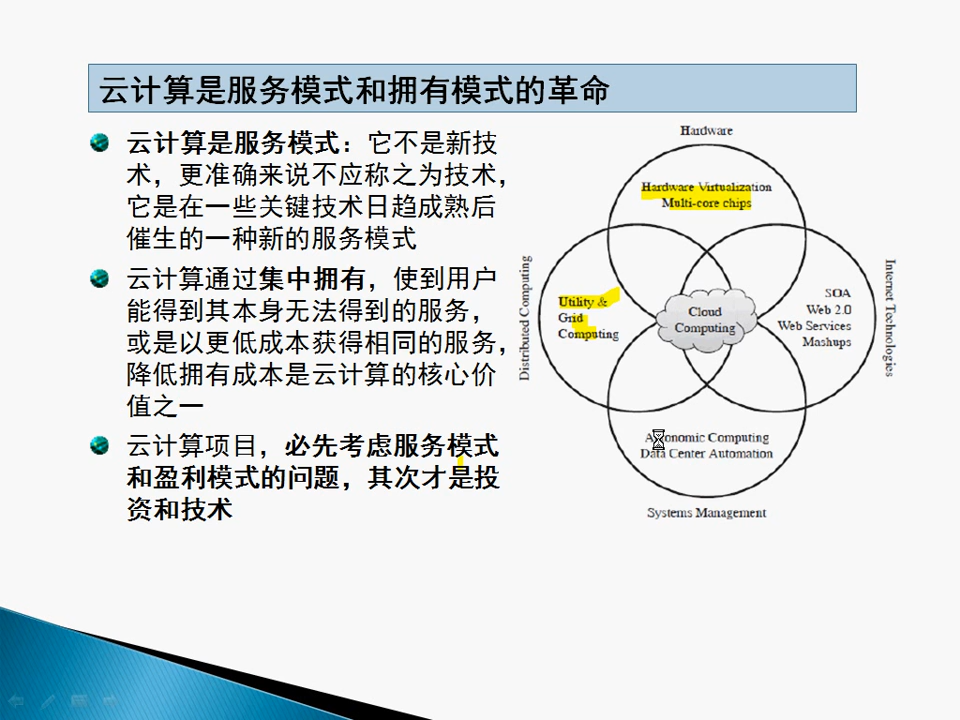 云计算是服务模式和拥有模式的革命
云计算是服务模式：它不是新技
术，更准确来说不应称之为技术，
它是在一些关键技术日趋成熟后
催生的一种新的服务模式
云计算通过集中拥有，使到用户
能得到其本身无法得到的服务，
或是以更低成本获得相同的服务，
降低拥有成本是云计算的核心价
值之一
云计算项目，必先考虑服务模式
和盈利模式的问题，其次才是投
资和技术
Hardware
Hardware Virtualization
Multi-core chips
Distributed Computing
Utility &
Grid
Computing
Cloud
Computing
SOA
Web 2.0
Web Services
Mashups
Internet Technologies
Computing
Data Center Automation
Systems Management